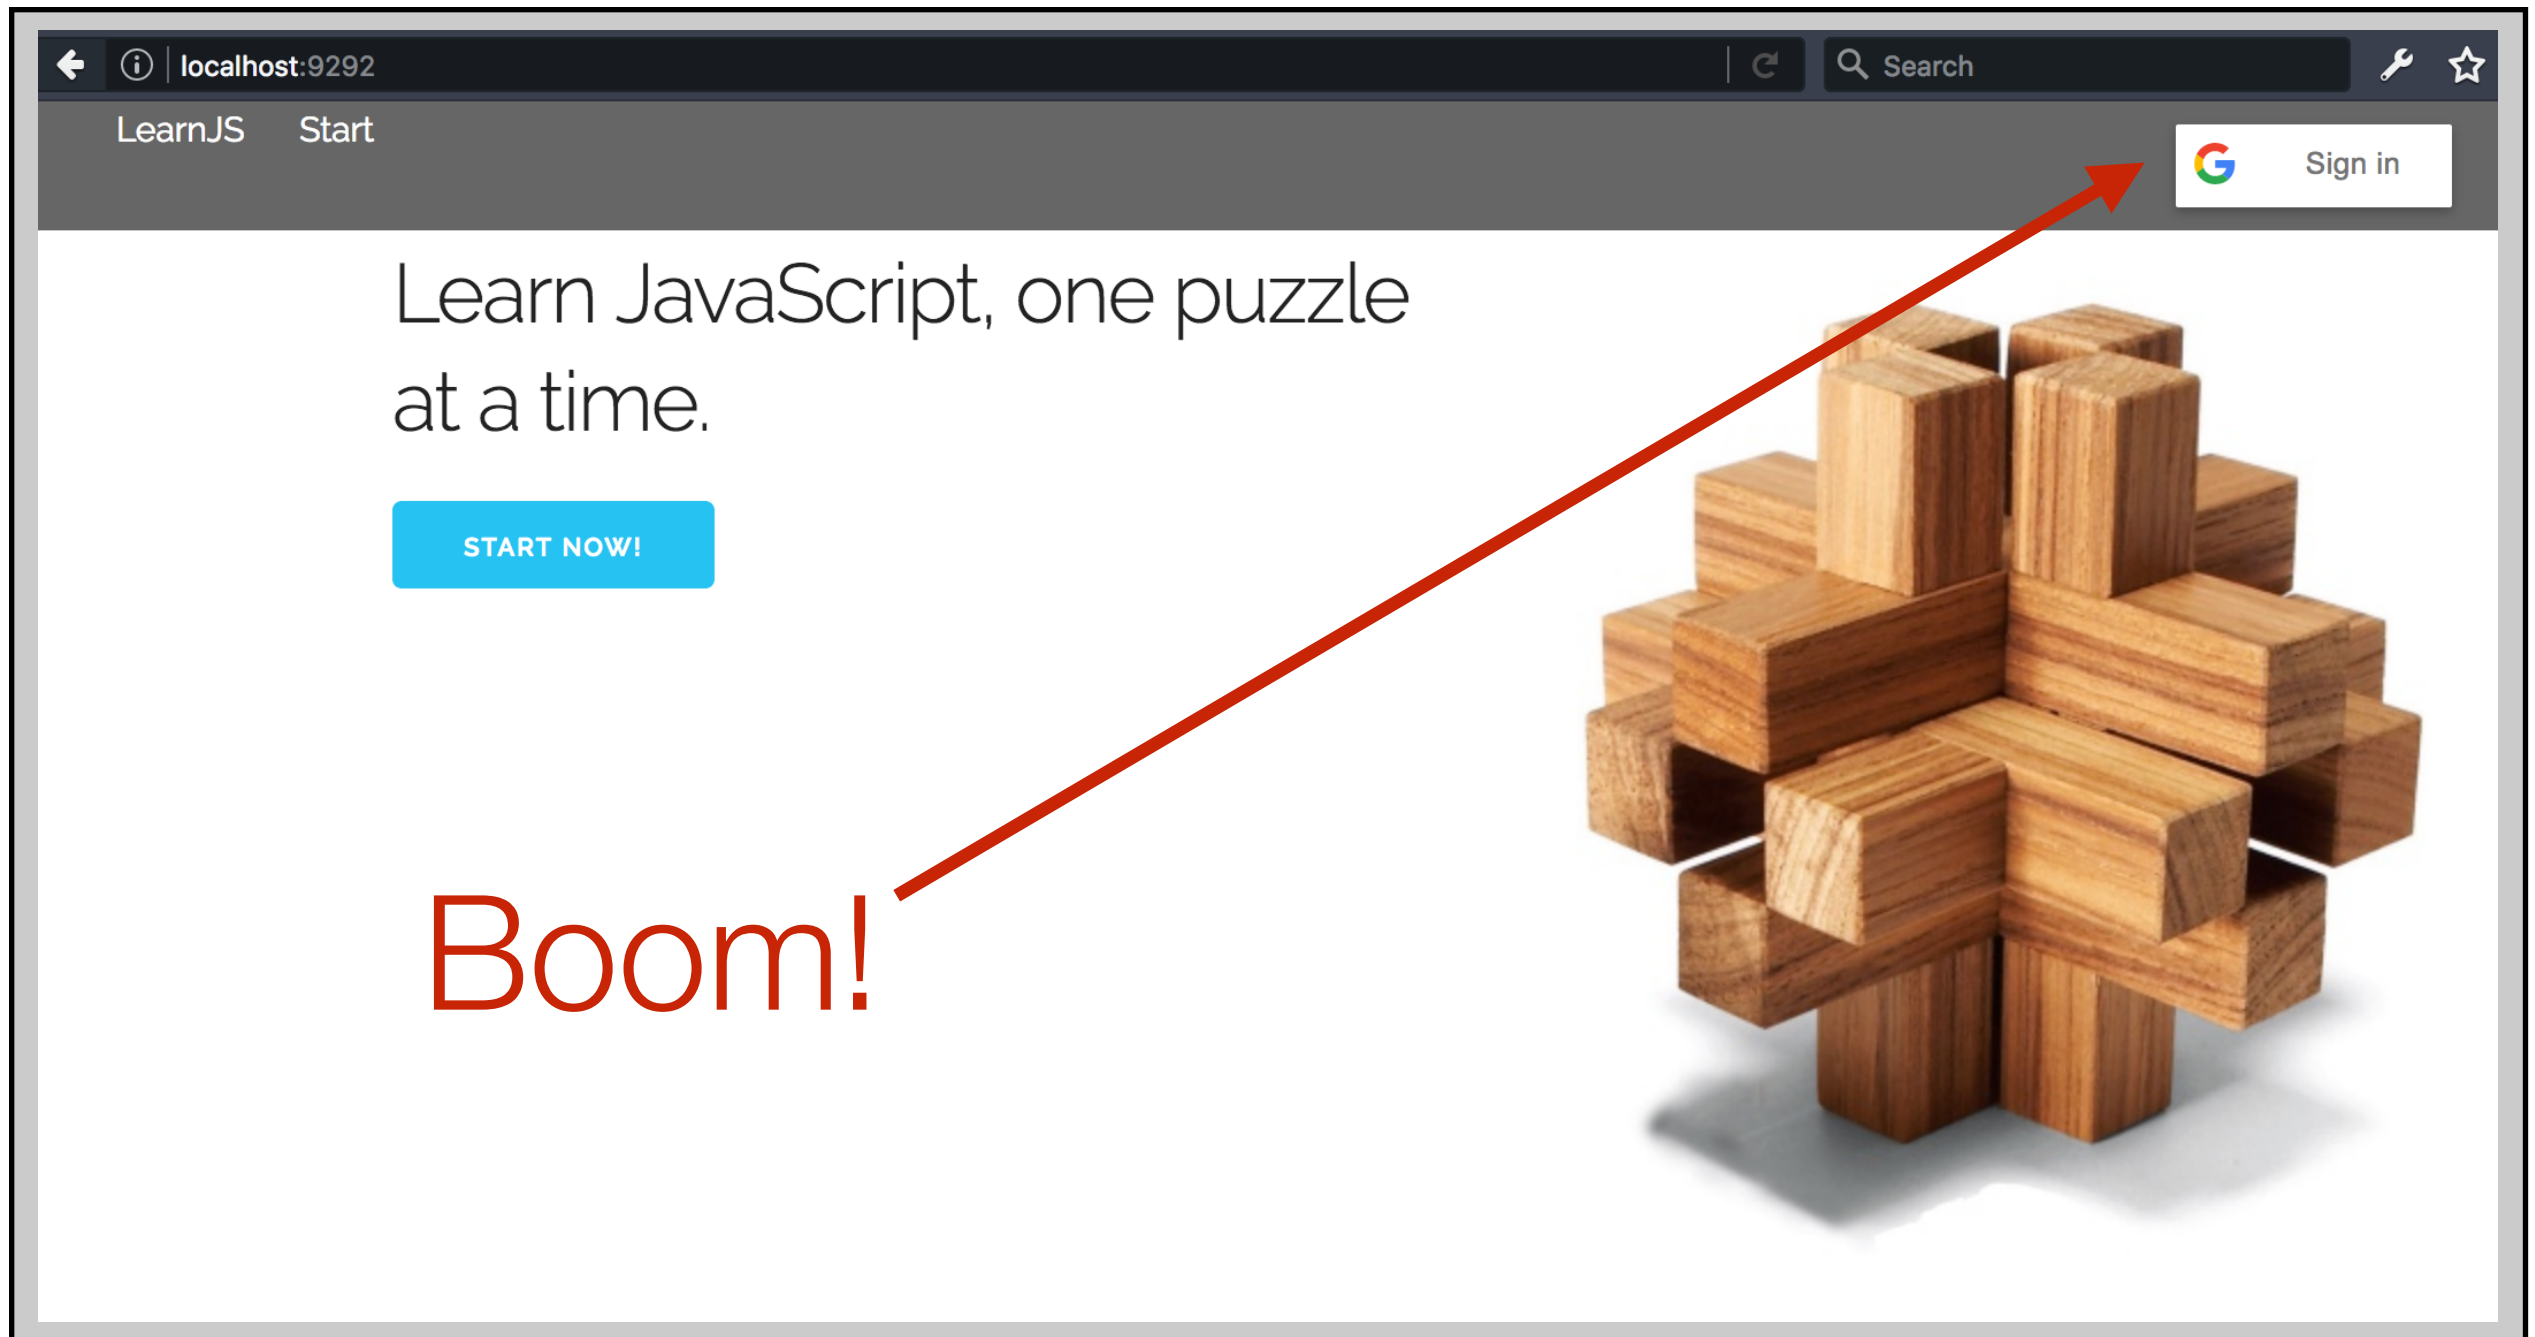 localhost:9292
Search
LearnJS Start
Sign in
Learn JavaScript, one puzzle
at a time.
START NOW!
Boom!